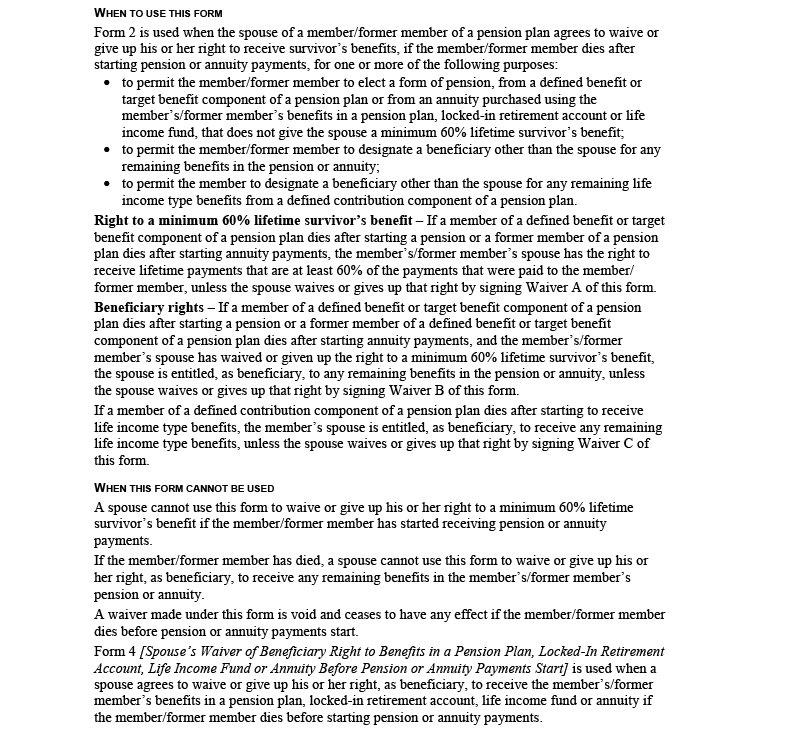 WHEN TO USE THIS FORM
Form 2 is used when the spouse of a member/former member of a pension plan agrees to waive or
give up his or her right to receive survivor’s benefits, if the member/former member dies after
starting pension or annuity payments, for one or more of the following purposes:
• to permit the member/former member to elect a form of pension, from a defined benefit or
target benefit component of a pension plan or from an annuity purchased using the
member’s/former member’s benefits in a pension plan, locked-in retirement account or life
income fund, that does not give the spouse a minimum 60% lifetime survivor’s benefit;
• to permit the member/former member to designate a beneficiary other than the spouse for any
remaining benefits in the pension or annuity;
• to permit the member to designate a beneficiary other than the spouse for any remaining life
income type benefits from a defined contribution component of a pension plan.
Right to a minimum 60% lifetime survivor’s benefit – If a member of a defined benefit or target
benefit component of a pension plan dies after starting a pension or a former member of a pension
plan dies after starting annuity payments, the member’s/former member’s spouse has the right to
receive lifetime payments that are at least 60% of the payments that were paid to the member/
former member, unless the spouse waives or gives up that right by signing Waiver A of this form.
Beneficiary rights – If a member of a defined benefit or target benefit component of a pension
plan dies after starting a pension or a former member of a defined benefit or target benefit
component of a pension plan dies after starting annuity payments, and the member’s/former
member’s spouse has waived or given up the right to a minimum 60% lifetime survivor’s benefit,
the spouse is entitled, as beneficiary, to any remaining benefits in the pension or annuity, unless
the spouse waives or gives up that right by signing Waiver B of this form.
If a member of a defined contribution component of a pension plan dies after starting to receive
life income type benefits, the member’s spouse is entitled, as beneficiary, to receive any remaining
life income type benefits, unless the spouse waives or gives up that right by signing Waiver C of
this form.
WHEN THIS FORM CANNOT BE USED
A spouse cannot use this form to waive or give up his or her right to a minimum 60% lifetime
survivor’s benefit if the member/former member has started receiving pension or annuity
payments.
If the member/former member has died, a spouse cannot use this form to waive or give up his or
her right, as beneficiary, to receive any remaining benefits in the member’s/former member’s
pension or annuity.
A waiver made under this form is void and ceases to have any effect if the member/former member
dies before pension or annuity payments start.
Form 4 [Spouse’s Waiver of Beneficiary Right to Benefits in a Pension Plan, Locked-In Retirement
Account, Life Income Fund or Annuity Before Pension or Annuity Payments Start] is used when a
spouse agrees to waive or give up his or her right, as beneficiary, to receive the member’s/former
member’s benefits in a pension plan, locked-in retirement account, life income fund or annuity if
the member/former member dies before starting pension or annuity payments.